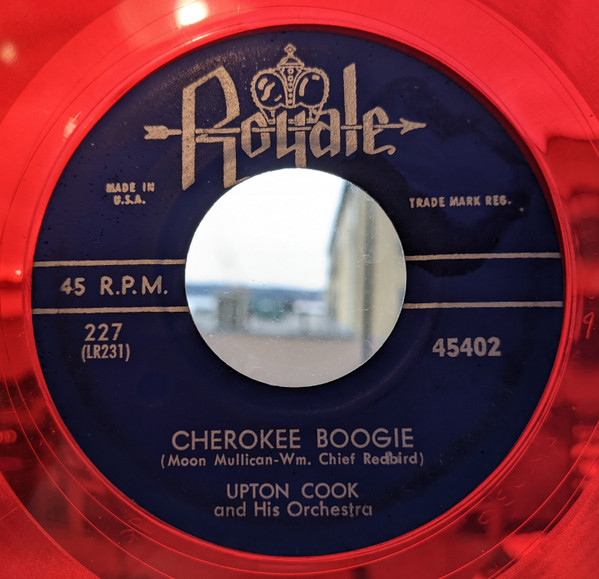 Royale
MADE IN
U.S.A.
TRADE MARK REG.
45 R.P.M.
227
(LR231)
45402
CHEROKEE BOOGIE
(Moon Mullican-Wm. Chief Redbird)
UPTON COOK
and His Orchestra